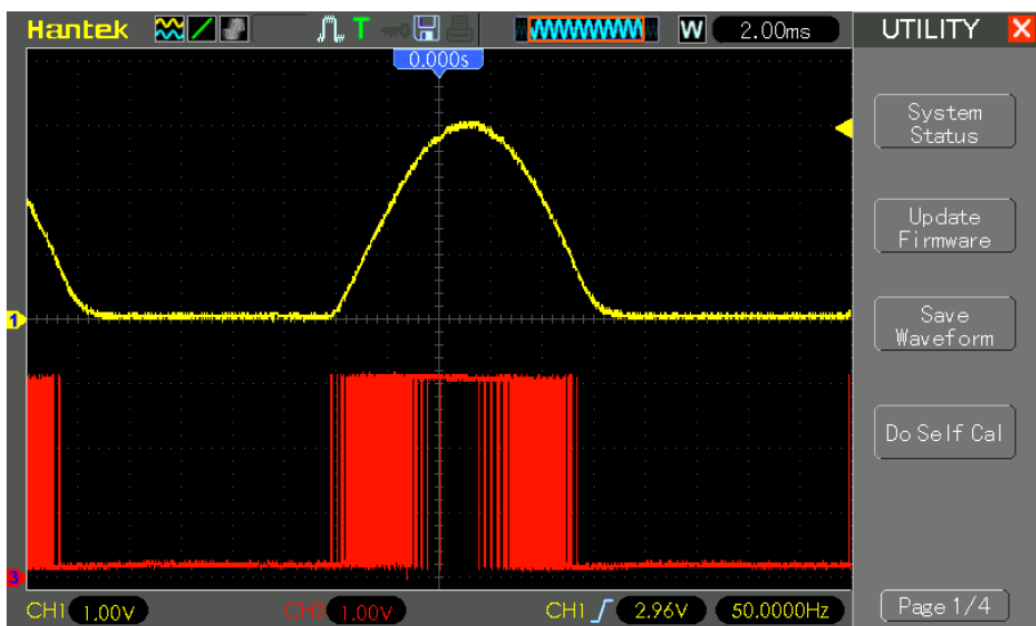 Hantek
T
W
2.00ms
UTILITY
X
0.000s
System
Status
Update
Firmware
1
Save
Waveform
Do Self Cal
3
CH1 1.00V
CH3 1.00V
CH1 2.96V
50.0000Hz
Page 1/4